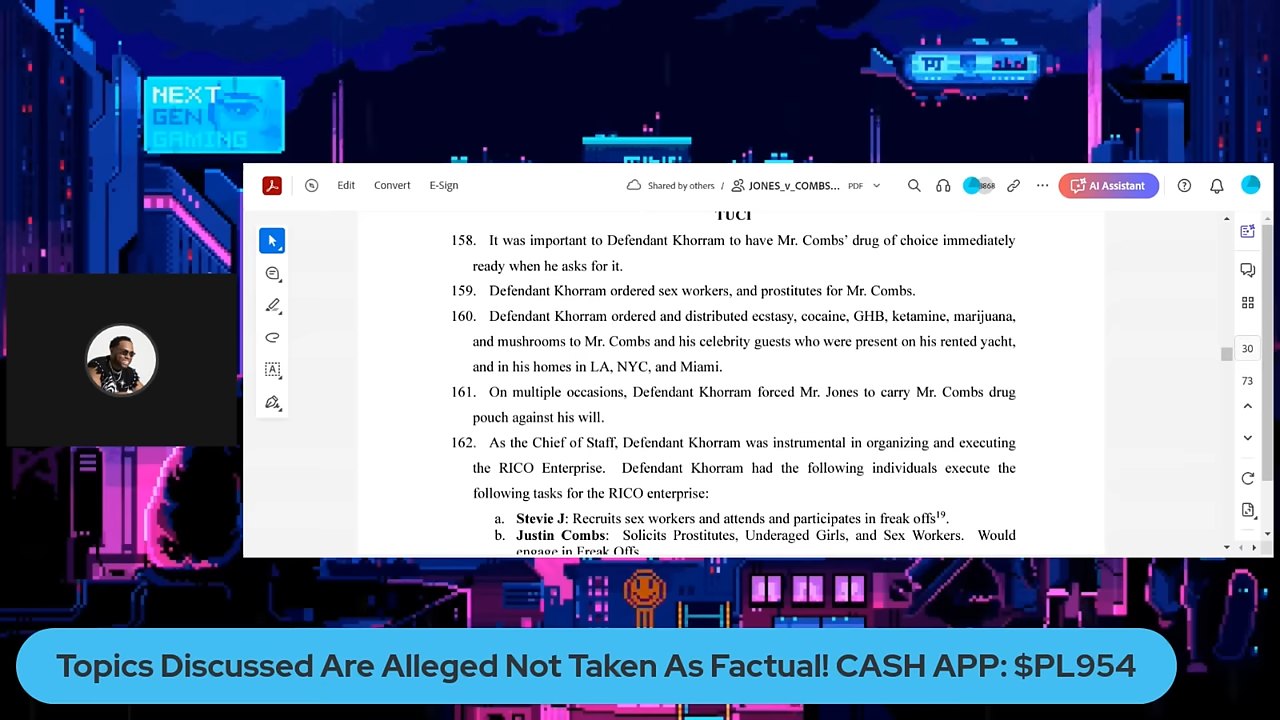 NEXT
GEN
GAMING
Edit Convert E-Sign
Shared by others / JONES_v_COMBS... PDF
AI Assistant
TUCI
158. It was important to Defendant Khorram to have Mr. Combs’ drug of choice immediately
ready when he asks for it.
159. Defendant Khorram ordered sex workers, and prostitutes for Mr. Combs.
160. Defendant Khorram ordered and distributed ecstasy, cocaine, GHB, ketamine, marijuana,
and mushrooms to Mr. Combs and his celebrity guests who were present on his rented yacht,
and in his homes in LA, NYC, and Miami.
161. On multiple occasions, Defendant Khorram forced Mr. Jones to carry Mr. Combs drug
pouch against his will.
162. As the Chief of Staff, Defendant Khorram was instrumental in organizing and executing
the RICO Enterprise. Defendant Khorram had the following individuals execute the
following tasks for the RICO enterprise:
a. Stevie J: Recruits sex workers and attends and participates in freak offs19.
b. Justin Combs: Solicits Prostitutes, Underaged Girls, and Sex Workers. Would
engage in Freak Offs
30
73
Topics Discussed Are Alleged Not Taken As Factual! CASH APP: $PL954